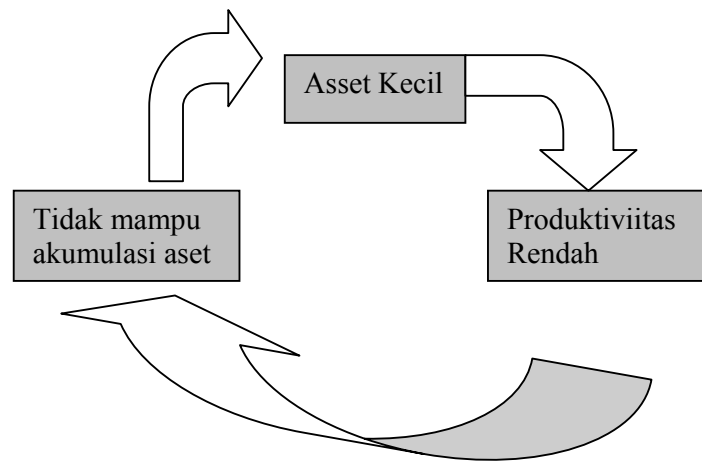 Asset Kecil
Tidak mampu
akumulasi aset
Produktiviitas
Rendah